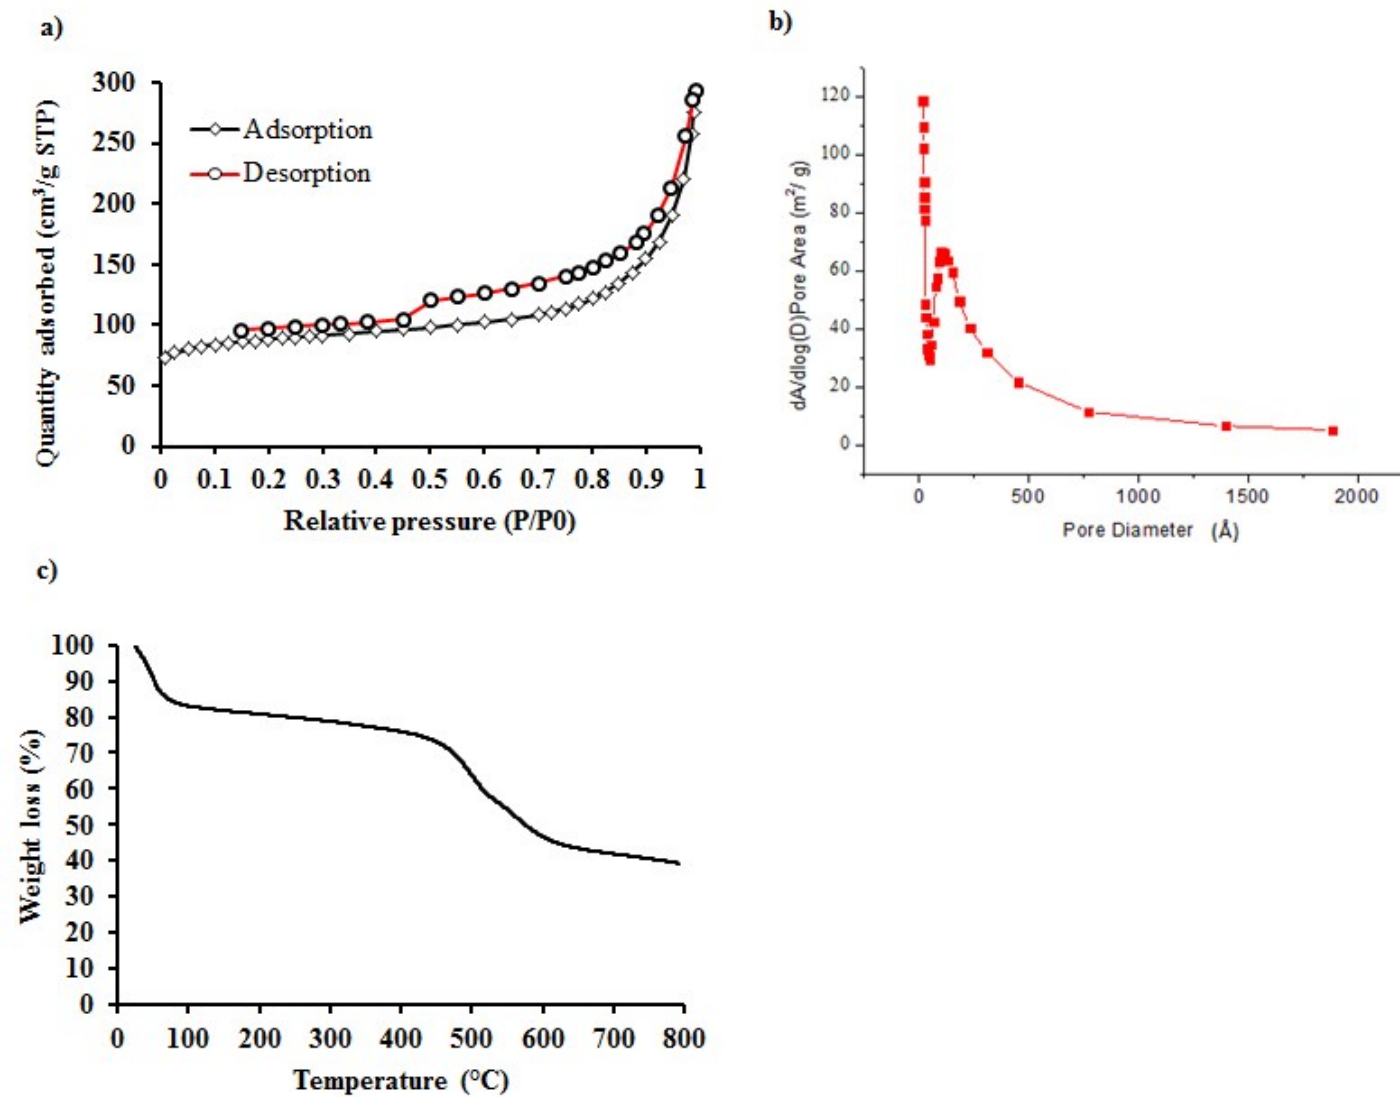 a)
300
250
200
150
100
50
0
Quantity adsorbed (cm³/g STP)
Adsorption
Desorption
0 0.1 0.2 0.3 0.4 0.5 0.6 0.7 0.8 0.9 1
Relative pressure (P/P0)
b)
120
100
80
60
40
20
0
dA/dlog(D)Pore Area (m²/ g)
0 500 1000 1500 2000
Pore Diameter (Å)
c)
100
90
80
70
60
50
40
30
20
10
0
Weight loss (%)
0 100 200 300 400 500 600 700 800
Temperature (°C)